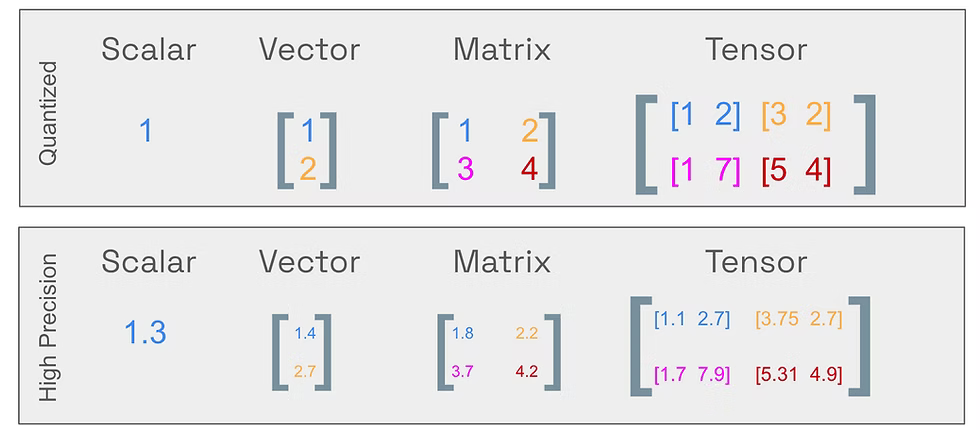 Quantized
Scalar Vector Matrix Tensor
1
[1
2]
[1 2
3 4]
[[1 2] [3 2]
[1 7] [5 4]]
High Precision
Scalar Vector Matrix Tensor
1.3
[1.4
2.7]
[1.8 2.2
3.7 4.2]
[[1.1 2.7] [3.75 2.7]
[1.7 7.9] [5.31 4.9]]